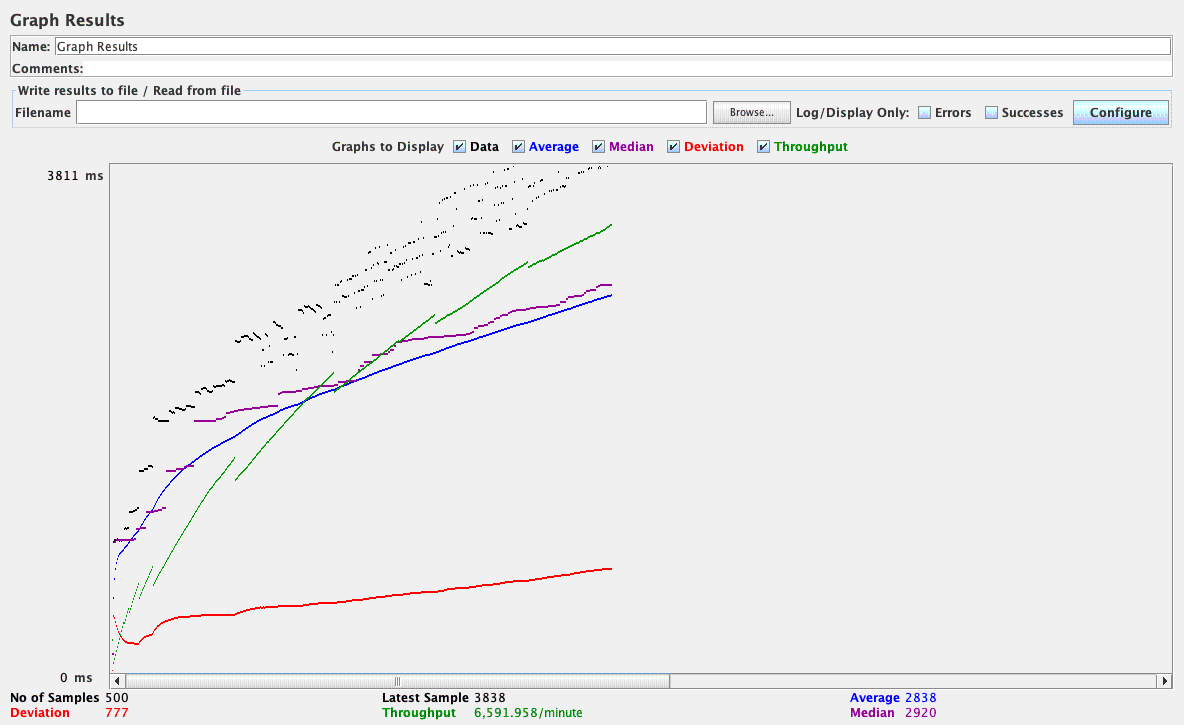 Graph Results
Name: Graph Results
Comments:
Write results to file / Read from file
Filename Browse... Log/Display Only: Errors Successes Configure
Graphs to Display Data Average Median Deviation Throughput
3811 ms
0 ms
No of Samples 500 Latest Sample 3838 Average 2838
Deviation 777 Throughput 6,591.958/minute Median 2920